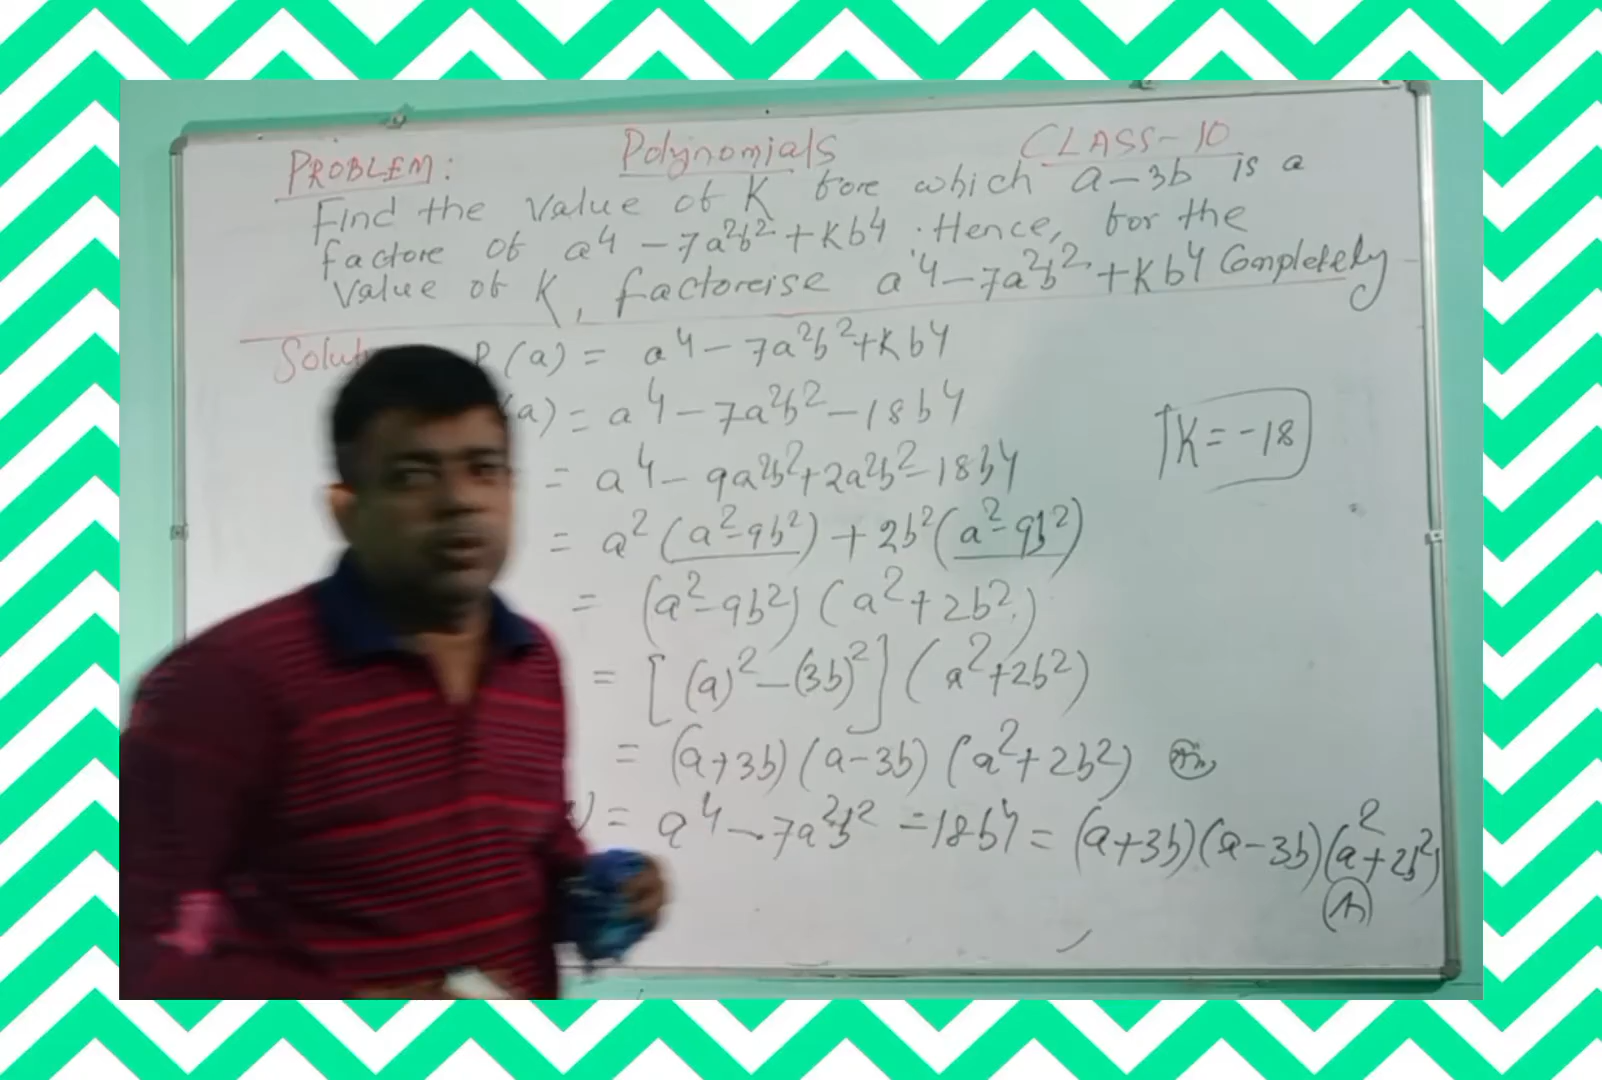 PROBLEM: Polynomials CLASS-10
Find the value of K fore which a-3b is a
factore of a⁴ - 7a²b² + Kb⁴. Hence, for the
value of K, factoreise a⁴ - 7a²b² + Kb⁴ Completely
Solut P(a) = a⁴ - 7a²b² + Kb⁴
(a) = a⁴ - 7a²b² - 18b⁴
K = -18
= a⁴ - 9a²b² + 2a²b² - 18b⁴
= a² (a² - 9b²) + 2b² (a² - 9b²)
= (a² - 9b²) (a² + 2b²)
= [(a)² - (3b)²] (a² + 2b²)
= (a + 3b) (a - 3b) (a² + 2b²)
) = a⁴ - 7a²b² = 18b⁴ = (a + 3b) (a - 3b) (a² + 2b²)